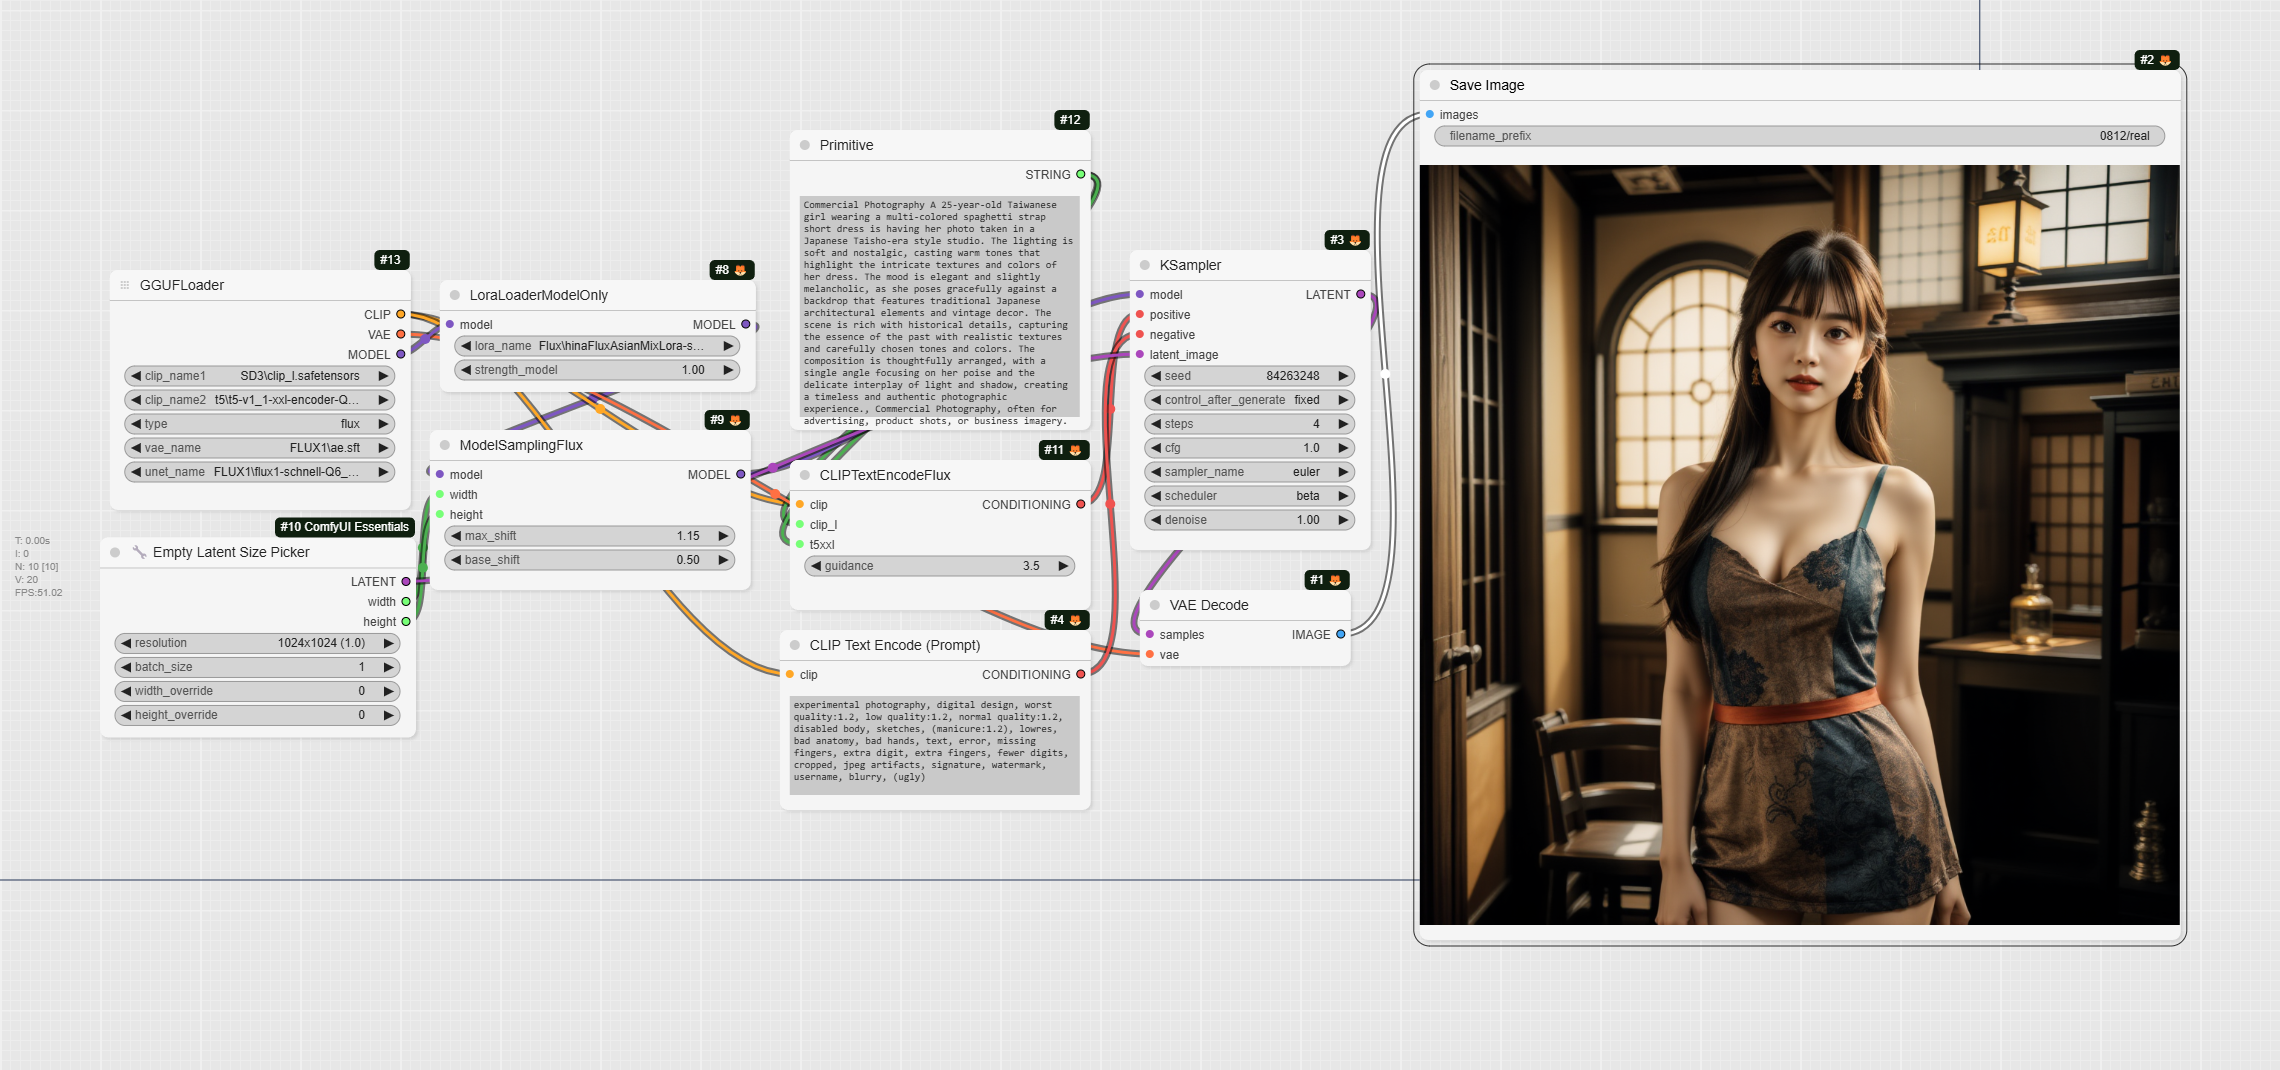 #13
GGUFLoader
CLIP
VAE
MODEL
clip_name1 SD3\clip_l.safetensors
clip_name2 t5\t5-v1_1-xxl-encoder-Q...
type flux
vae_name FLUX1\ae.sft
unet_name FLUX1\flux1-schnell-Q6_...
#10 ComfyUI Essentials
Empty Latent Size Picker
LATENT
width
height
resolution 1024x1024 (1.0)
batch_size 1
width_override 0
height_override 0
T: 0.00s
I: 0
N: 10 [10]
V: 20
FPS:51.02
#8
LoraLoaderModelOnly
model MODEL
lora_name Flux\hinaFluxAsianMixLora-s...
strength_model 1.00
#9
ModelSamplingFlux
model MODEL
width
height
max_shift 1.15
base_shift 0.50
#12
Primitive
STRING
Commercial Photography A 25-year-old Taiwanese
girl wearing a multi-colored spaghetti strap
short dress is having her photo taken in a
Japanese Taisho-era style studio. The lighting is
soft and nostalgic, casting warm tones that
highlight the intricate textures and colors of
her dress. The mood is elegant and slightly
melancholic, as she poses gracefully against a
backdrop that features traditional Japanese
architectural elements and vintage decor. The
scene is rich with historical details, capturing
the essence of the past with realistic textures
and carefully chosen tones and colors. The
composition is thoughtfully arranged, with a
single angle focusing on her poise and the
delicate interplay of light and shadow, creating
a timeless and authentic photographic
experience., Commercial Photography, often for
advertising, product shots, or business imagery.
#11
CLIPTextEncodeFlux
clip CONDITIONING
clip_l
t5xxl
guidance 3.5
#4
CLIP Text Encode (Prompt)
clip CONDITIONING
experimental photography, digital design, worst
quality:1.2, low quality:1.2, normal quality:1.2,
disabled body, sketches, (manicure:1.2), lowres,
bad anatomy, bad hands, text, error, missing
fingers, extra digit, extra fingers, fewer digits,
cropped, jpeg artifacts, signature, watermark,
username, blurry, (ugly)
#3
KSampler
model LATENT
positive
negative
latent_image
seed 84263248
control_after_generate fixed
steps 4
cfg 1.0
sampler_name euler
scheduler beta
denoise 1.00
#1
VAE Decode
samples IMAGE
vae
#2
Save Image
images
filename_prefix 0812/real